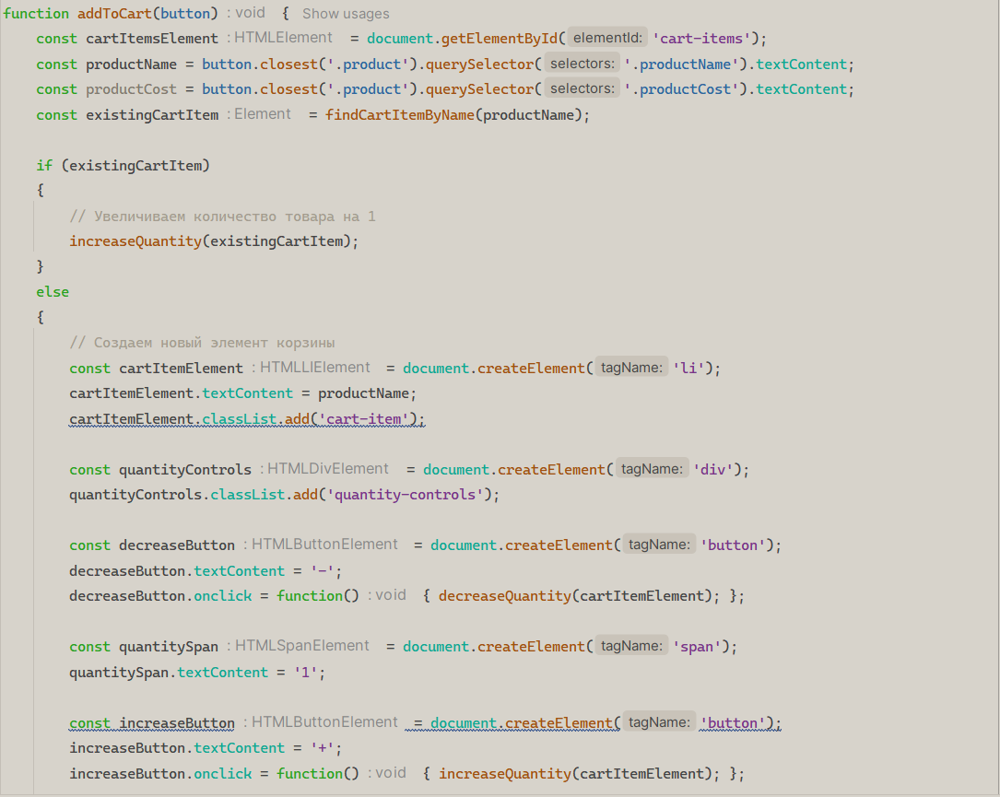 function addToCart(button) : void { Show usages
    const cartItemsElement : HTMLElement = document.getElementById( elementId: 'cart-items');
    const productName = button.closest('.product').querySelector( selectors: '.productName').textContent;
    const productCost = button.closest('.product').querySelector( selectors: '.productCost').textContent;
    const existingCartItem : Element = findCartItemByName(productName);

    if (existingCartItem)
    {
        // Увеличиваем количество товара на 1
        increaseQuantity(existingCartItem);
    }
    else
    {
        // Создаем новый элемент корзины
        const cartItemElement : HTMLLIElement = document.createElement( tagName: 'li');
        cartItemElement.textContent = productName;
        cartItemElement.classList.add('cart-item');

        const quantityControls : HTMLDivElement = document.createElement( tagName: 'div');
        quantityControls.classList.add('quantity-controls');

        const decreaseButton : HTMLButtonElement = document.createElement( tagName: 'button');
        decreaseButton.textContent = '-';
        decreaseButton.onclick = function() : void { decreaseQuantity(cartItemElement); };

        const quantitySpan : HTMLSpanElement = document.createElement( tagName: 'span');
        quantitySpan.textContent = '1';

        const increaseButton : HTMLButtonElement = document.createElement( tagName: 'button');
        increaseButton.textContent = '+';
        increaseButton.onclick = function() : void { increaseQuantity(cartItemElement); };